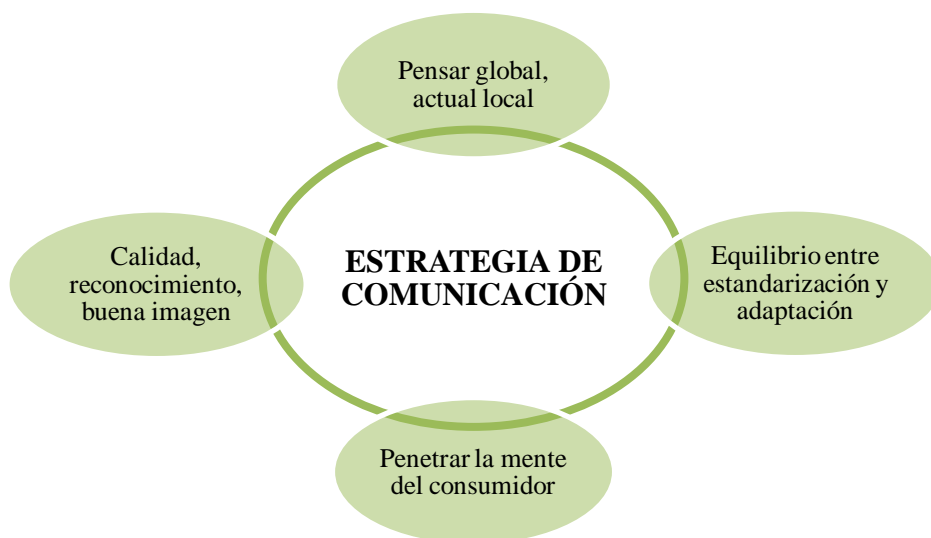 Pensar global,
actual local
Calidad,
reconocimiento,
buena imagen
ESTRATEGIA DE
COMUNICACIÓN
Equilibrio entre
estandarización y
adaptación
Penetrar la mente
del consumidor